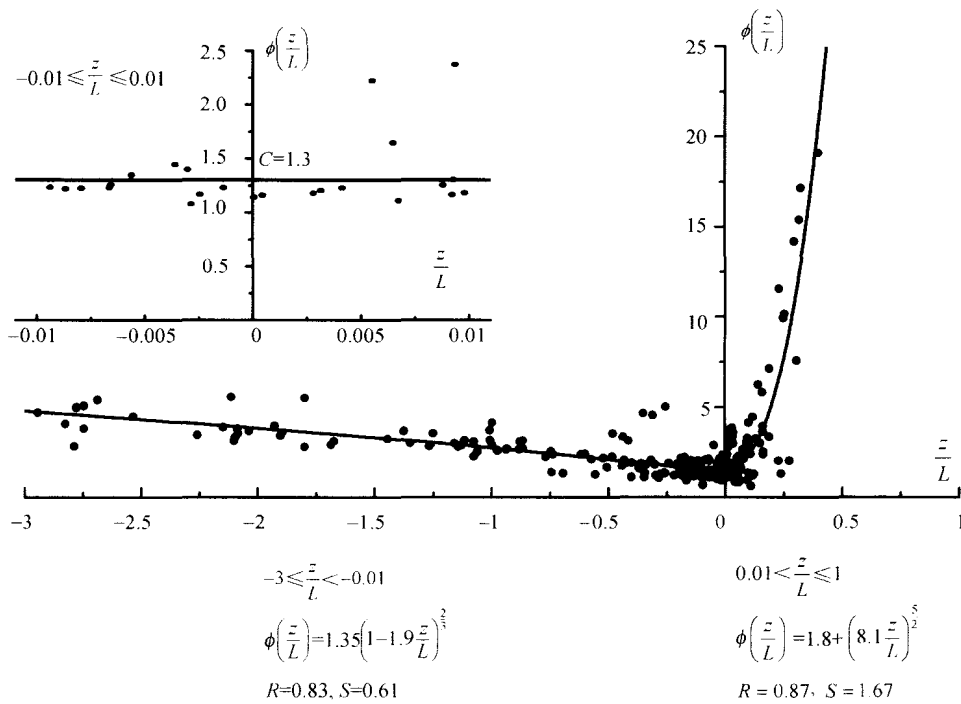 ϕ(z/L)
2.5
−0.01≤z/L≤0.01
2.0
1.5
C=1.3
1.0
z/L
0.5
−0.01 −0.005 0 0.005 0.01
ϕ(z/L)
25
20
15
10
5
z/L
−3 −2.5 −2 −1.5 −1 −0.5 0 0.5 1
−3≤z/L<−0.01
ϕ(z/L)=1.35(1−1.9z/L)^(2/3)
R=0.83, S=0.61
0.01<z/L≤1
ϕ(z/L)=1.8+(8.1z/L)^(5/2)
R = 0.87, S = 1.67